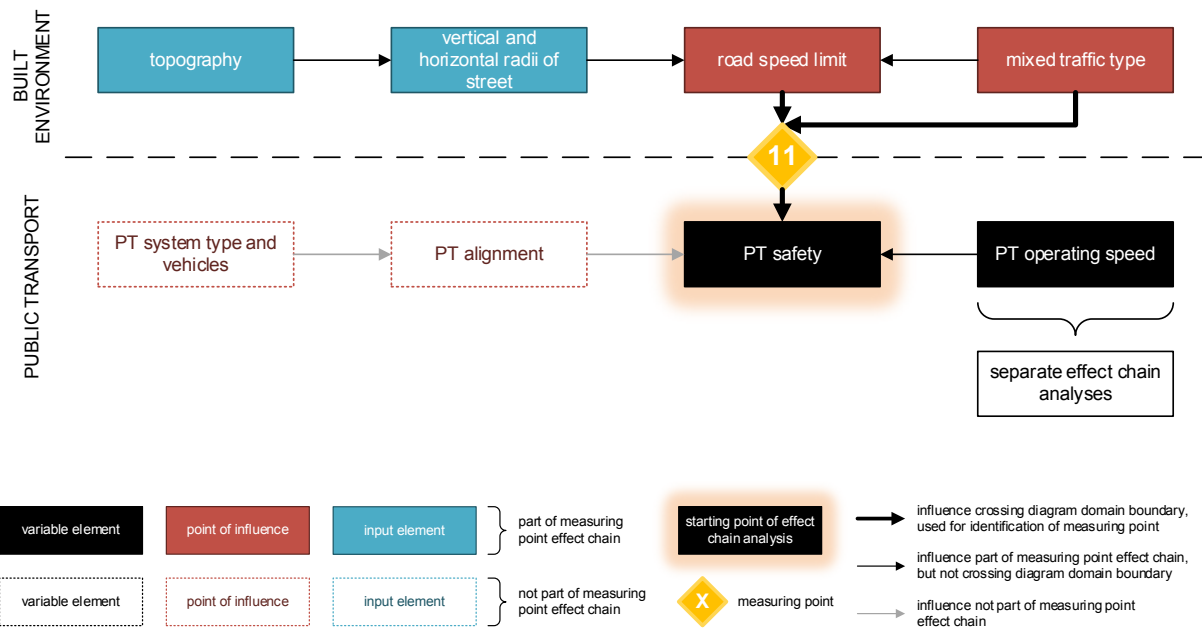 BUILT
ENVIRONMENT
topography
vertical and
horizontal radii of
street
road speed limit
mixed traffic type
11
PUBLIC TRANSPORT
PT system type and
vehicles
PT alignment
PT safety
PT operating speed
separate effect chain
analyses
variable element
point of influence
input element
part of measuring
point effect chain
starting point of effect
chain analysis
influence crossing diagram domain boundary,
used for identification of measuring point
influence part of measuring point effect chain,
but not crossing diagram domain boundary
variable element
point of influence
input element
not part of measuring
point effect chain
X
measuring point
influence not part of measuring point
effect chain